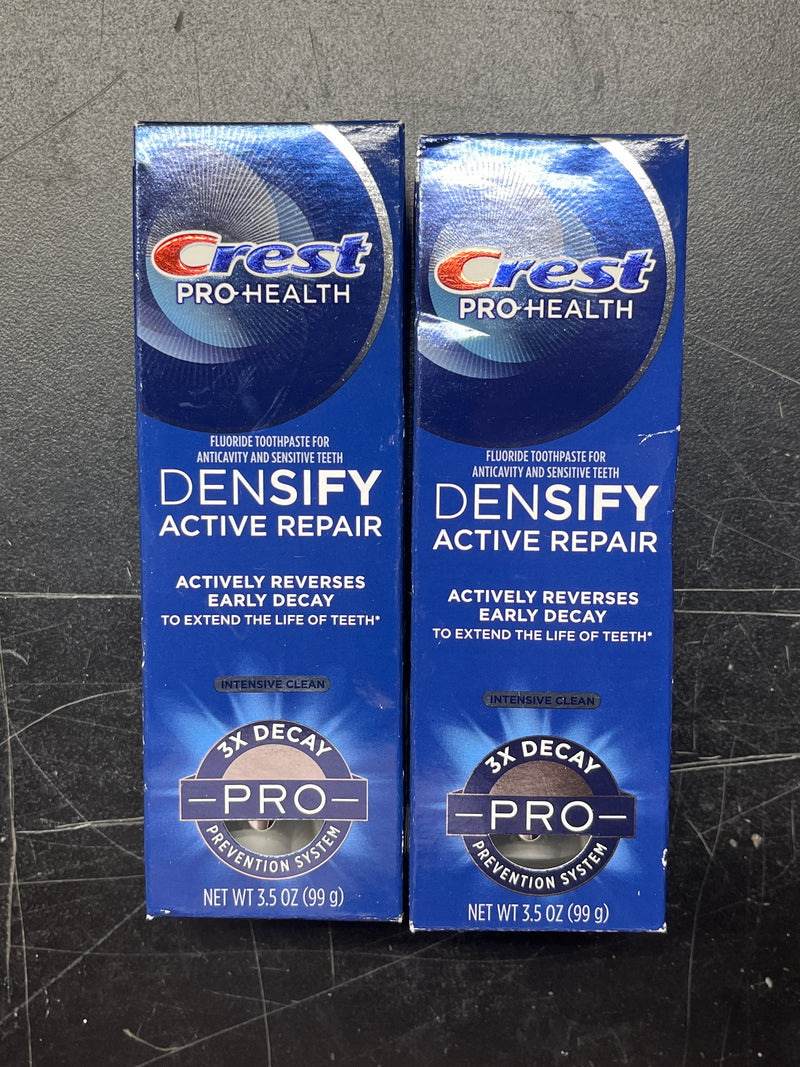 Crest
PRO-HEALTH
FLUORIDE TOOTHPASTE FOR
ANTICAVITY AND SENSITIVE TEETH
DENSIFY
ACTIVE REPAIR
ACTIVELY REVERSES
EARLY DECAY
TO EXTEND THE LIFE OF TEETH*
INTENSIVE CLEAN
3X DECAY
PRO
PREVENTION SYSTEM
NET WT 3.5 OZ (99 g)
Crest
PRO-HEALTH
FLUORIDE TOOTHPASTE FOR
ANTICAVITY AND SENSITIVE TEETH
DENSIFY
ACTIVE REPAIR
ACTIVELY REVERSES
EARLY DECAY
TO EXTEND THE LIFE OF TEETH*
INTENSIVE CLEAN
3X DECAY
PRO
PREVENTION SYSTEM
NET WT 3.5 OZ (99 g)